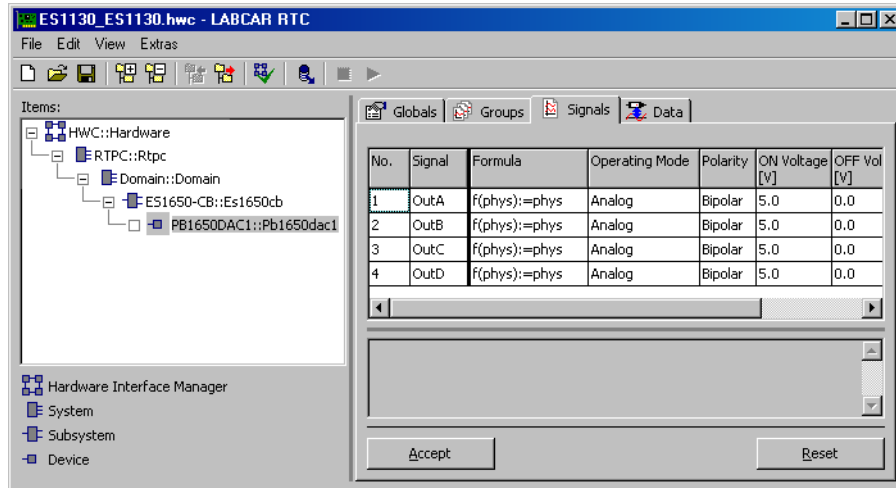 ES1130_ES1130.hwc - LABCAR RTC
File Edit View Extras
Items:
HWC::Hardware
RTPC::Rtpc
Domain::Domain
ES1650-CB::Es1650cb
PB1650DAC1::Pb1650dac1
Hardware Interface Manager
System
Subsystem
Device
Globals Groups Signals Data
No. Signal Formula Operating Mode Polarity ON Voltage [V] OFF Vol [V]
1 OutA f(phys):=phys Analog Bipolar 5.0 0.0
2 OutB f(phys):=phys Analog Bipolar 5.0 0.0
3 OutC f(phys):=phys Analog Bipolar 5.0 0.0
4 OutD f(phys):=phys Analog Bipolar 5.0 0.0
Accept Reset